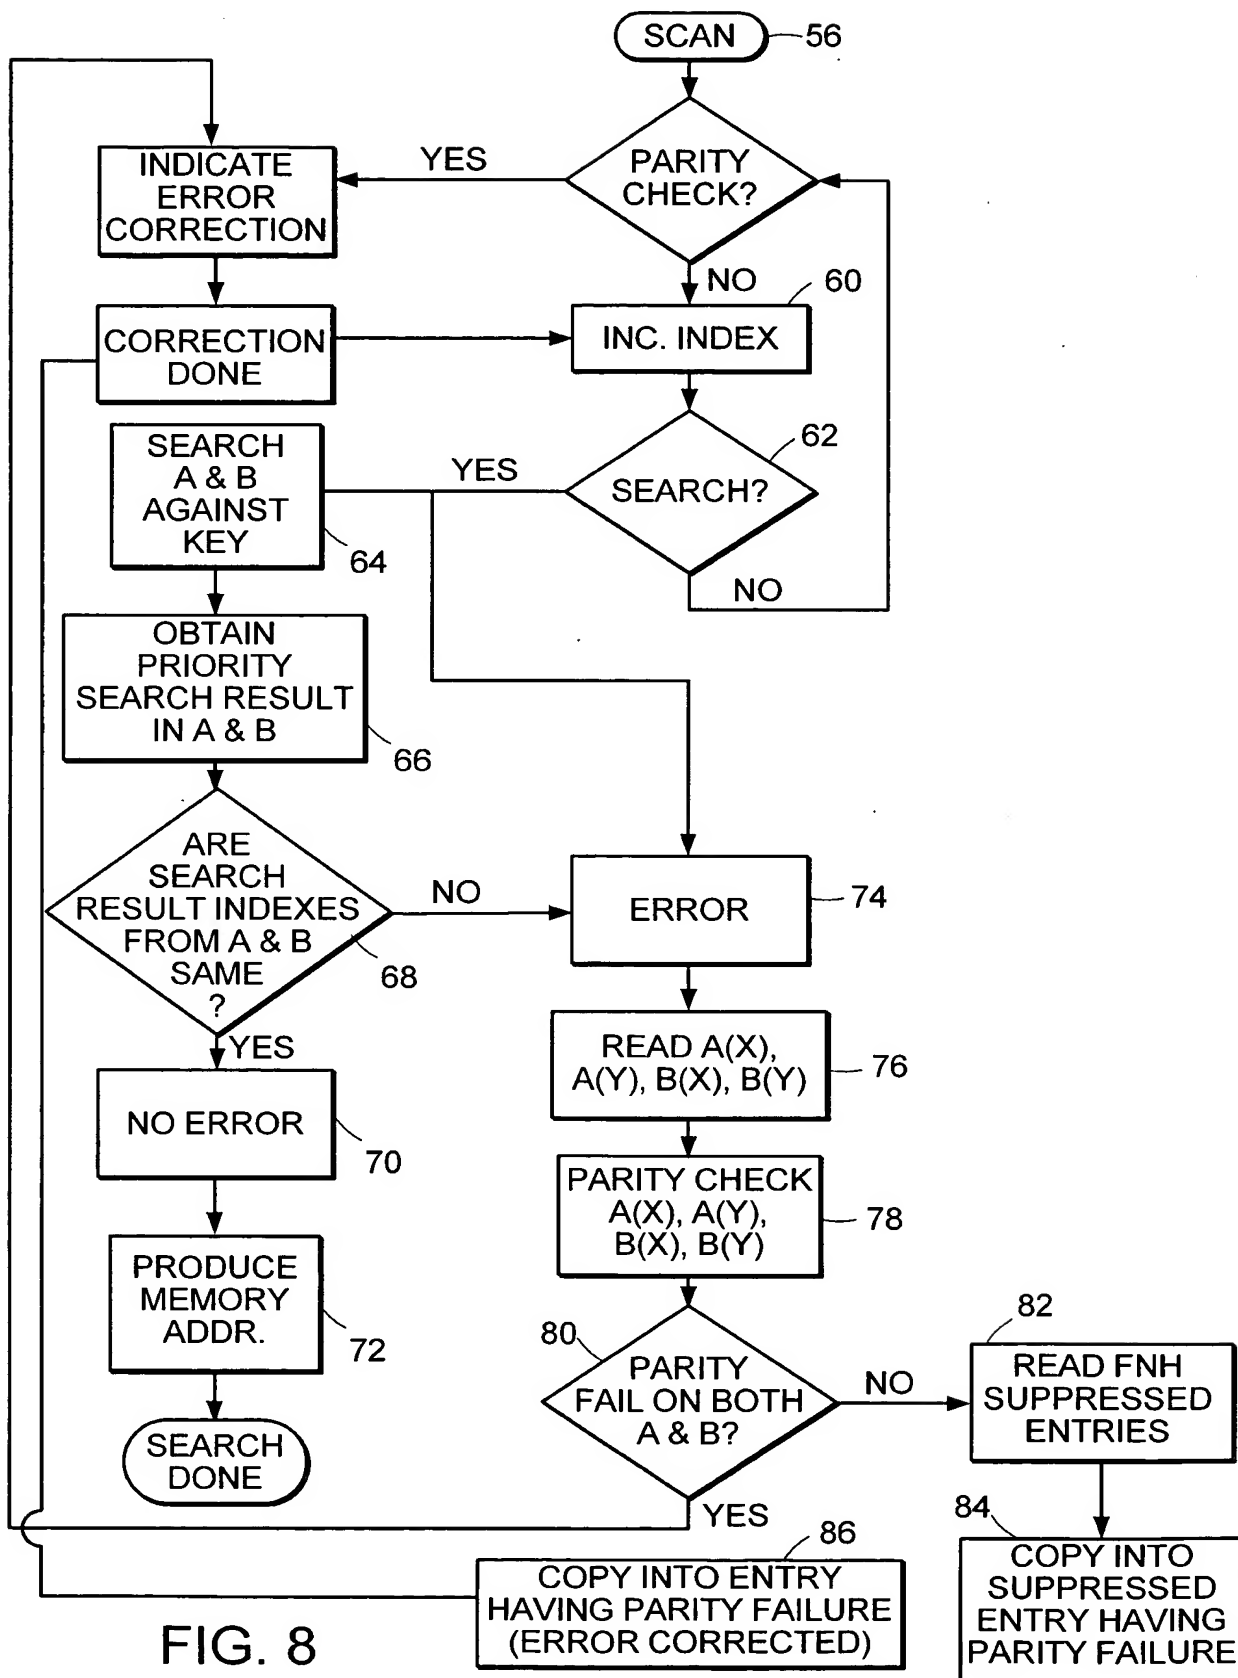 SCAN
56
PARITY
CHECK?
YES
INDICATE
ERROR
CORRECTION
NO
60
CORRECTION
DONE
INC. INDEX
62
SEARCH
A & B
AGAINST
KEY
YES
SEARCH?
64
NO
OBTAIN
PRIORITY
SEARCH RESULT
IN A & B
66
ARE
SEARCH
RESULT INDEXES
FROM A & B
SAME
?
NO
68
ERROR
74
YES
READ A(X),
A(Y), B(X), B(Y)
76
NO ERROR
70
PARITY CHECK
A(X), A(Y),
B(X), B(Y)
78
PRODUCE
MEMORY
ADDR.
72
80
PARITY
FAIL ON BOTH
A & B?
NO
82
READ FNH
SUPPRESSED
ENTRIES
SEARCH
DONE
YES
84
COPY INTO
SUPPRESSED
ENTRY HAVING
PARITY FAILURE
86
COPY INTO ENTRY
HAVING PARITY FAILURE
(ERROR CORRECTED)
FIG. 8